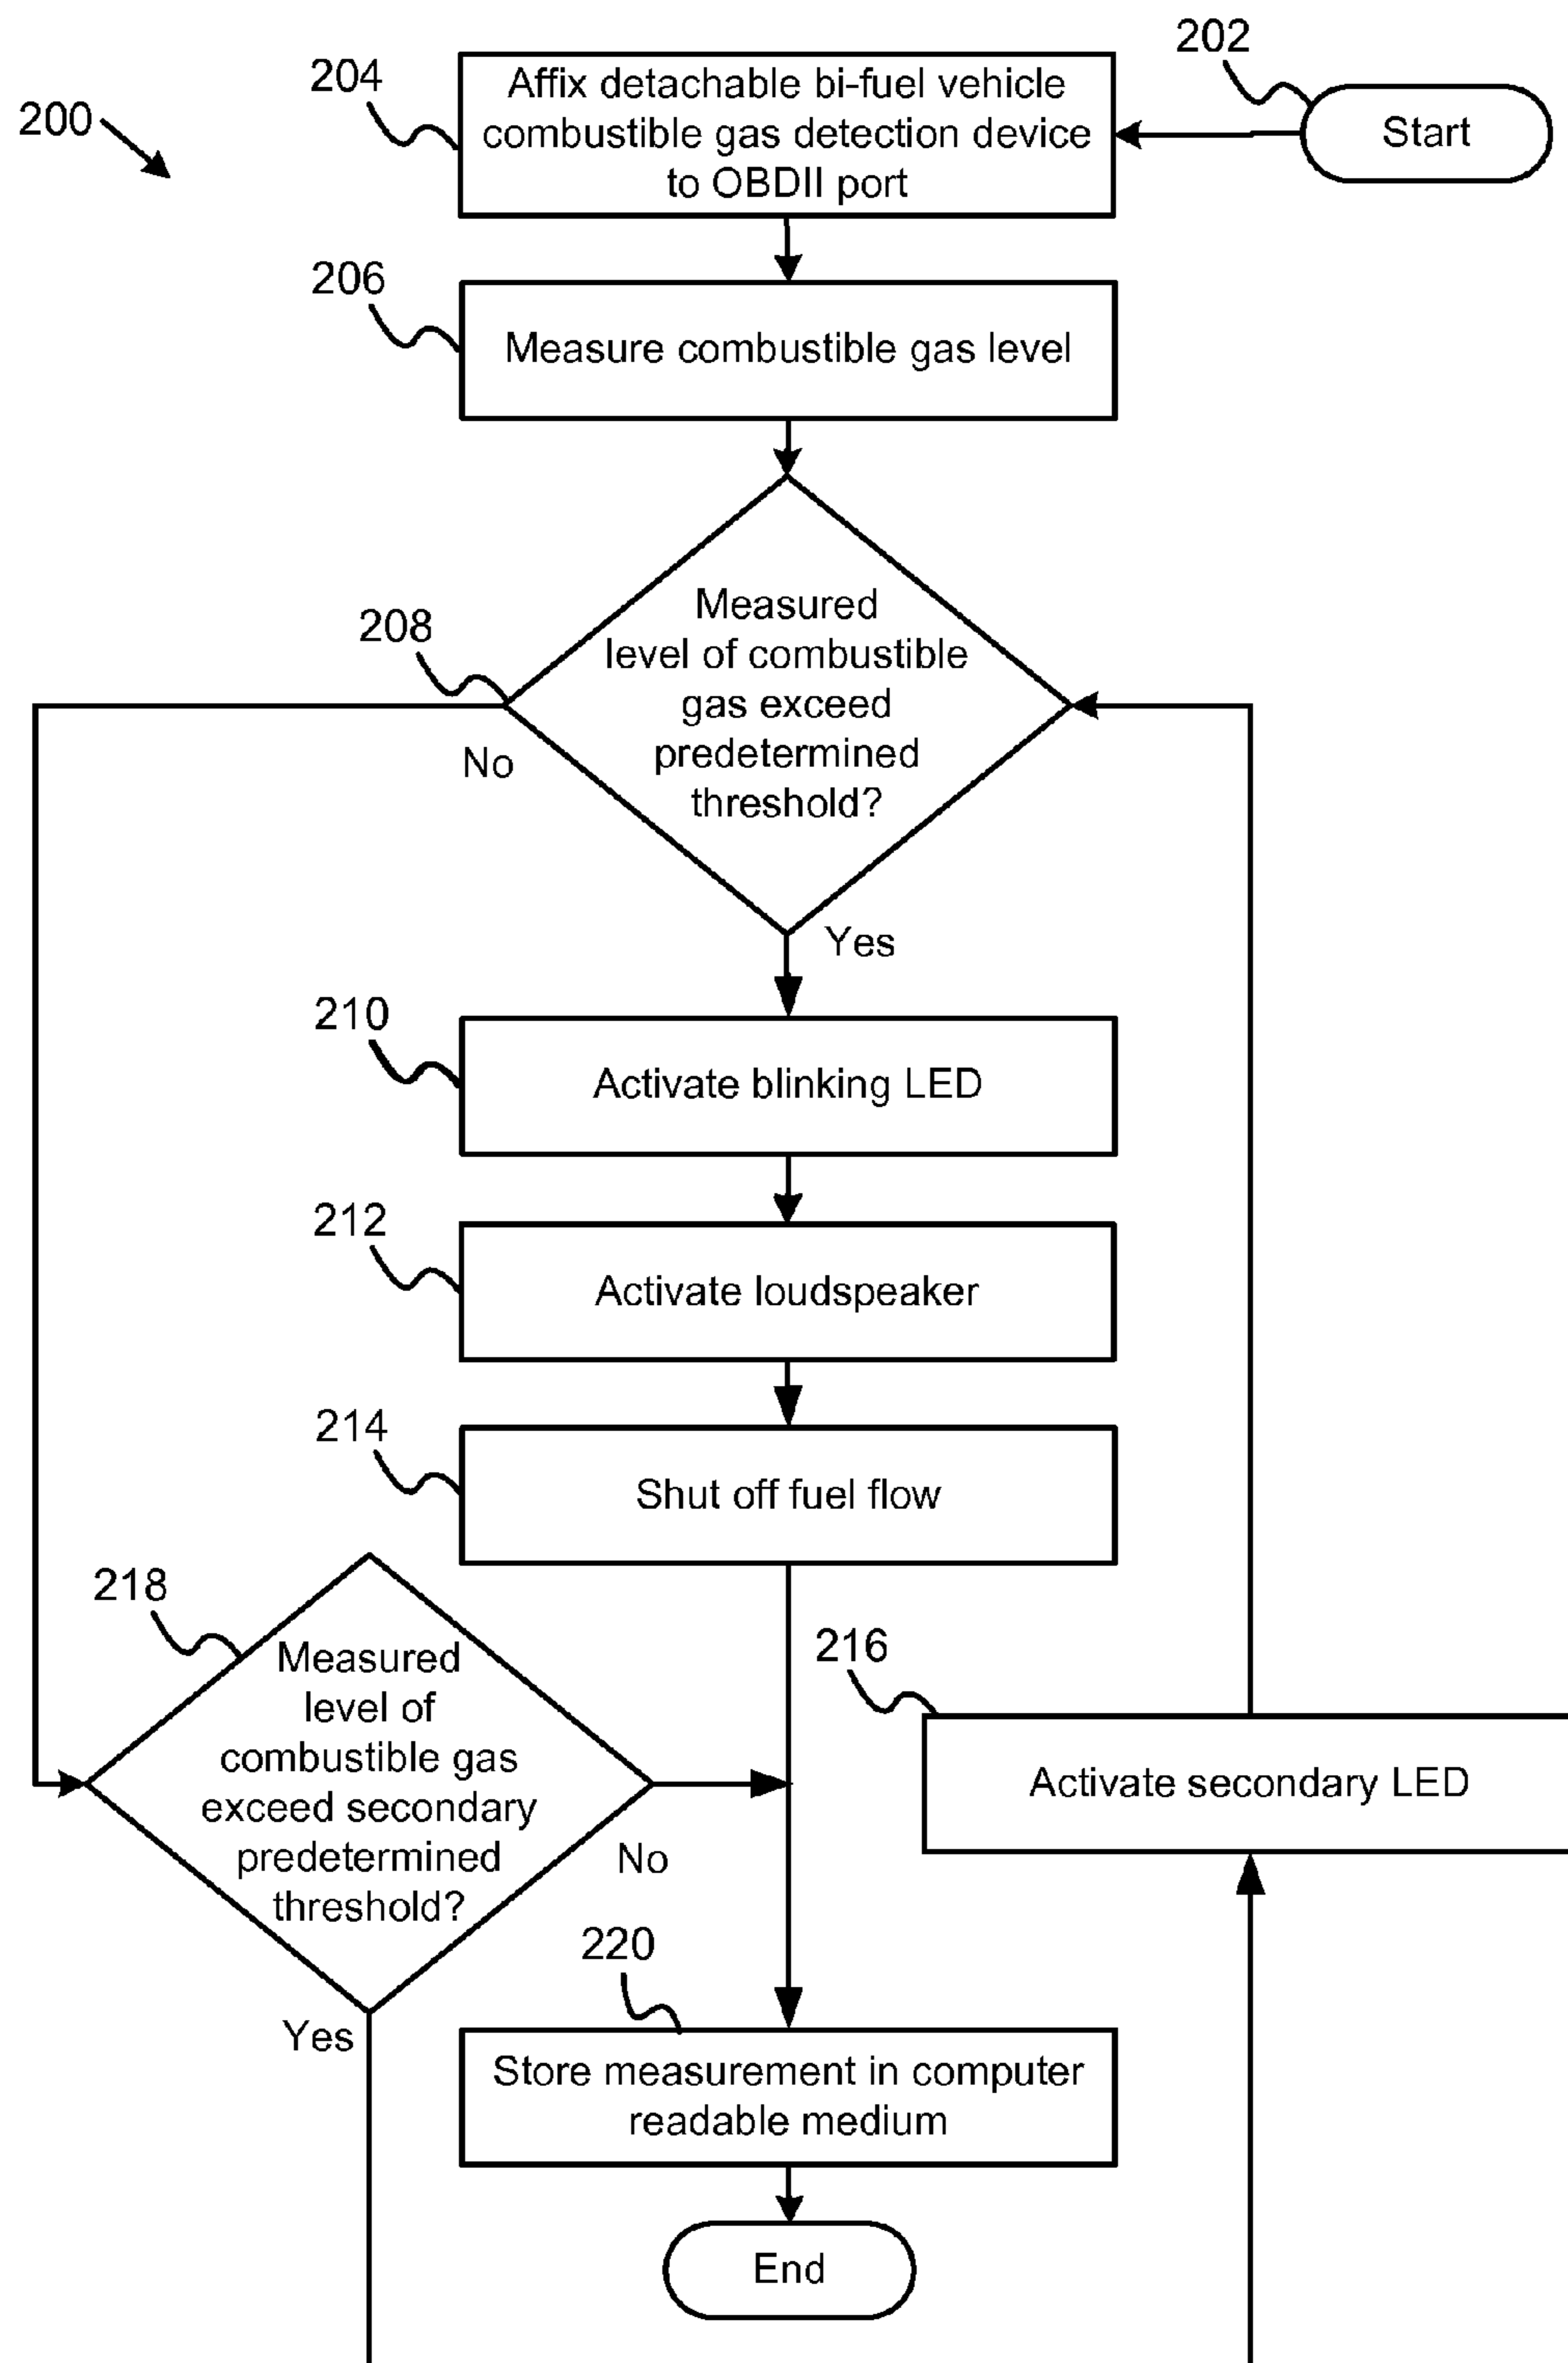 200
202
Start
204
Affix detachable bi-fuel vehicle
combustible gas detection device
to OBDII port
206
Measure combustible gas level
208
Measured
level of combustible
gas exceed
predetermined
threshold?
No
Yes
210
Activate blinking LED
212
Activate loudspeaker
214
Shut off fuel flow
218
Measured
level of
combustible gas
exceed secondary
predetermined
threshold?
No
Yes
216
Activate secondary LED
220
Store measurement in computer
readable medium
End